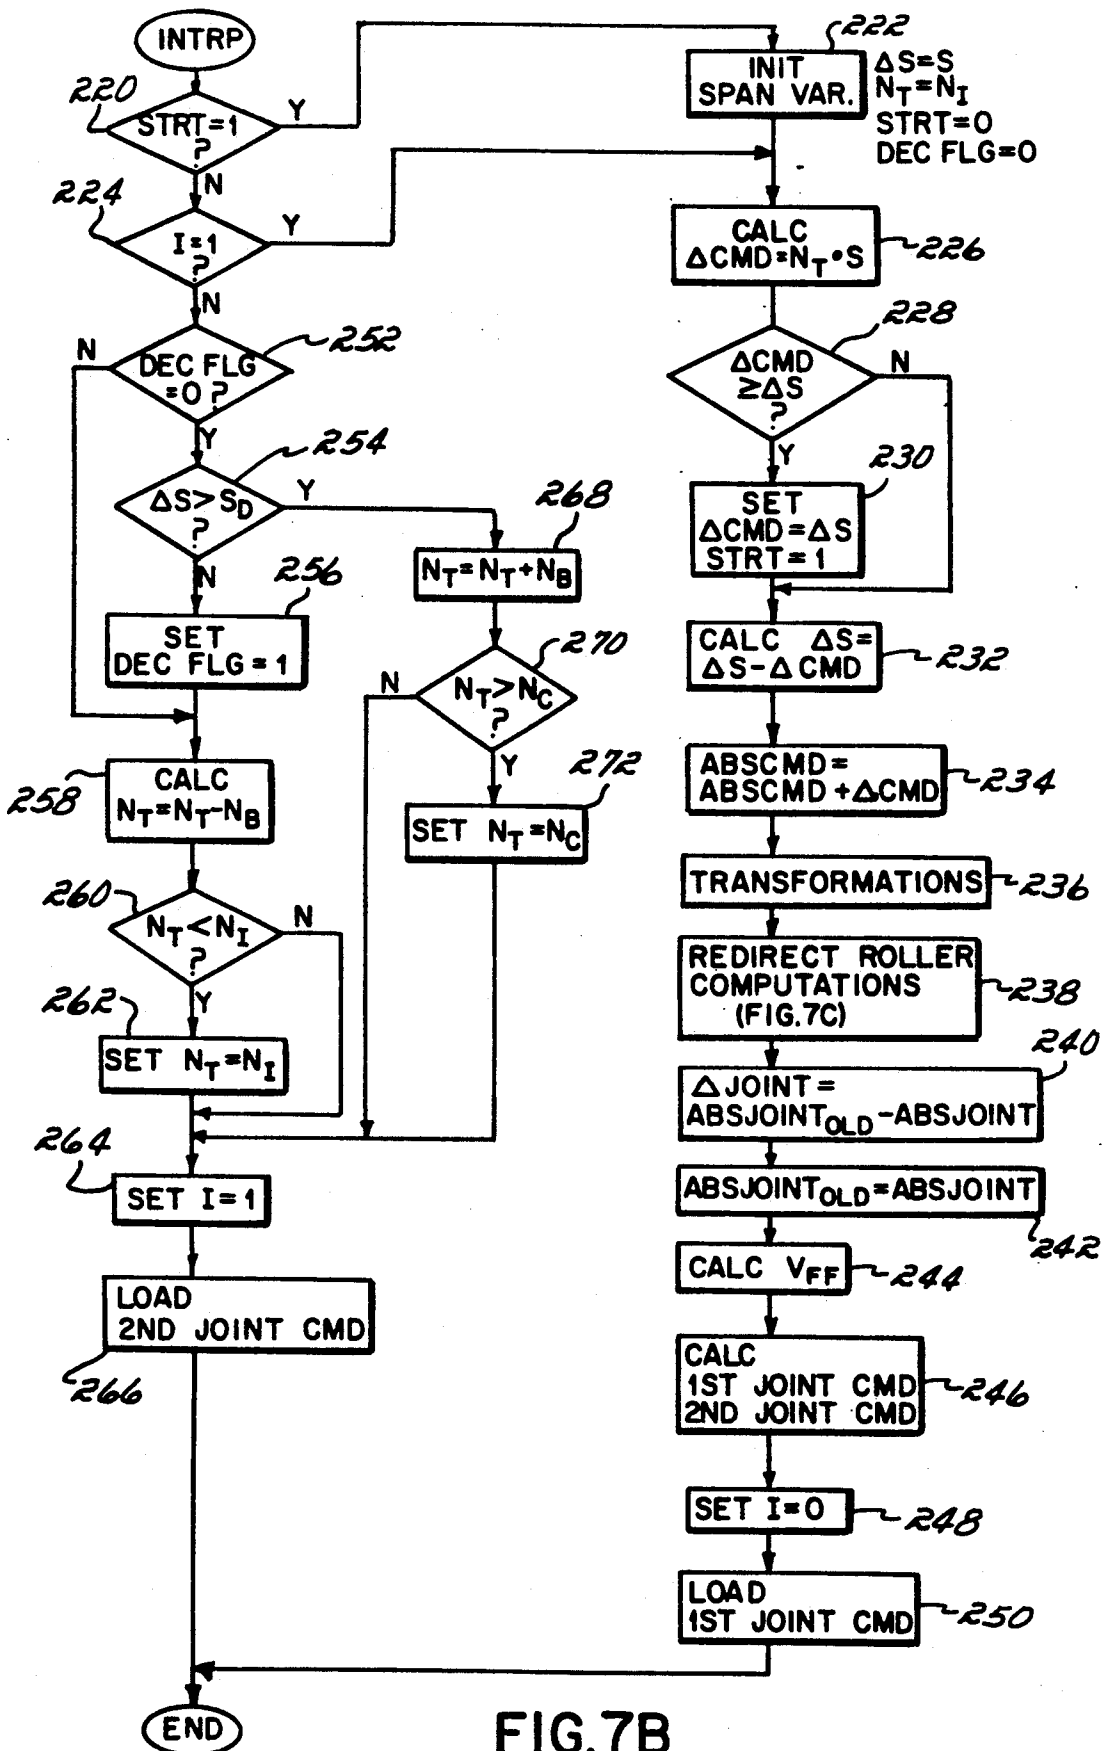 INTRP
220
STRT=1
?
Y
N
224
I=1
?
Y
N
252
DEC FLG
=0 ?
N
Y
254
ΔS > S_D
?
Y
N
256
SET
DEC FLG = 1
258
CALC
N_T=N_T-N_B
260
N_T < N_I
?
N
Y
262
SET N_T=N_I
264
SET I=1
LOAD
2ND JOINT CMD
266
268
N_T=N_T+N_B
270
N_T>N_C
?
N
Y
272
SET N_T=N_C
222
INIT
SPAN VAR.
ΔS=S
N_T=N_I
STRT=0
DEC FLG=0
CALC
ΔCMD=N_T•S
226
228
ΔCMD
≥ΔS
?
N
Y
230
SET
ΔCMD=ΔS
STRT=1
CALC ΔS=
ΔS-ΔCMD
232
ABSCMD=
ABSCMD+ΔCMD
234
TRANSFORMATIONS
236
REDIRECT ROLLER
COMPUTATIONS
(FIG.7C)
238
240
ΔJOINT=
ABSJOINT_OLD-ABSJOINT
ABSJOINT_OLD=ABSJOINT
242
CALC V_FF
244
CALC
1ST JOINT CMD
2ND JOINT CMD
246
SET I=0
248
LOAD
1ST JOINT CMD
250
END
FIG.7B